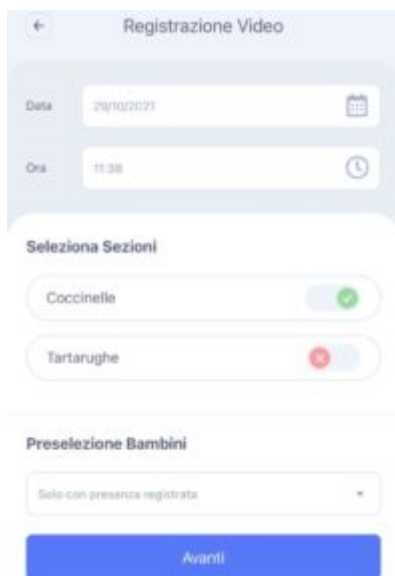 Registrazione Video
Data
29/10/2021
Ora
11:38
Seleziona Sezioni
Coccinelle
Tartarughe
Preselezione Bambini
Solo con presenza registrata
Avanti